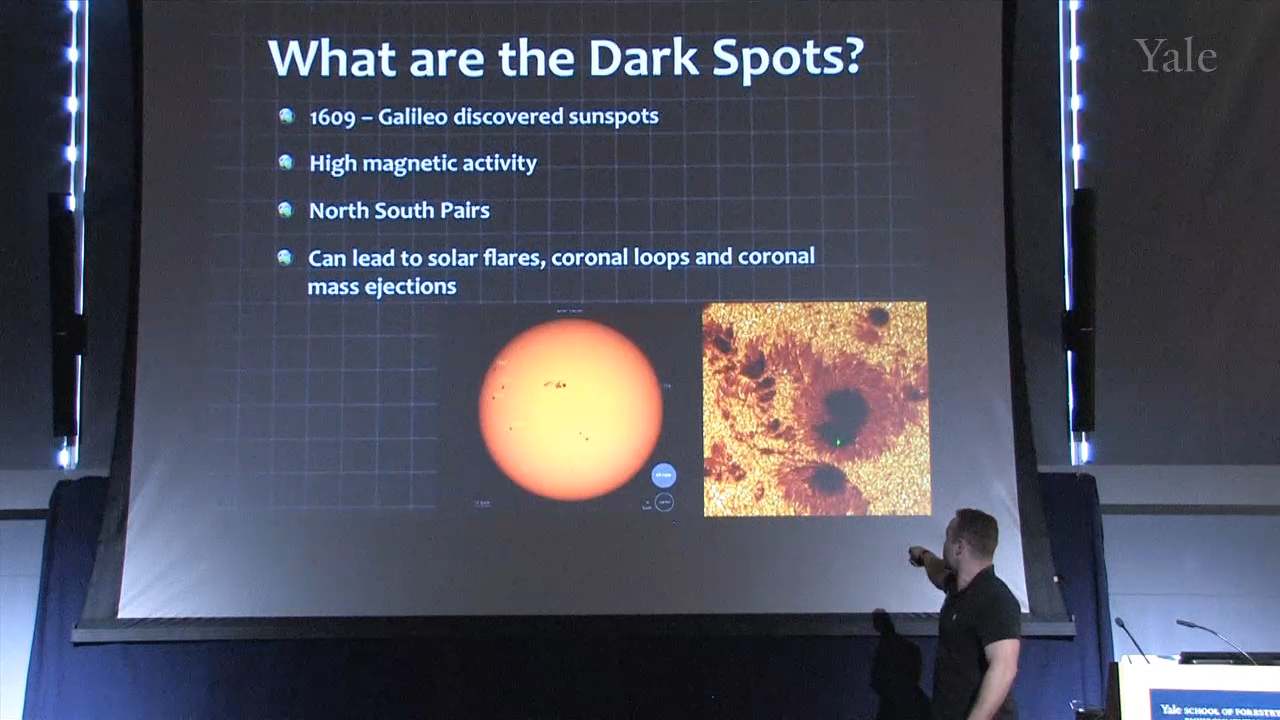 What are the Dark Spots?
Yale
1609 – Galileo discovered sunspots
High magnetic activity
North South Pairs
Can lead to solar flares, coronal loops and coronal
mass ejections
Yale SCHOOL OF FORESTRY